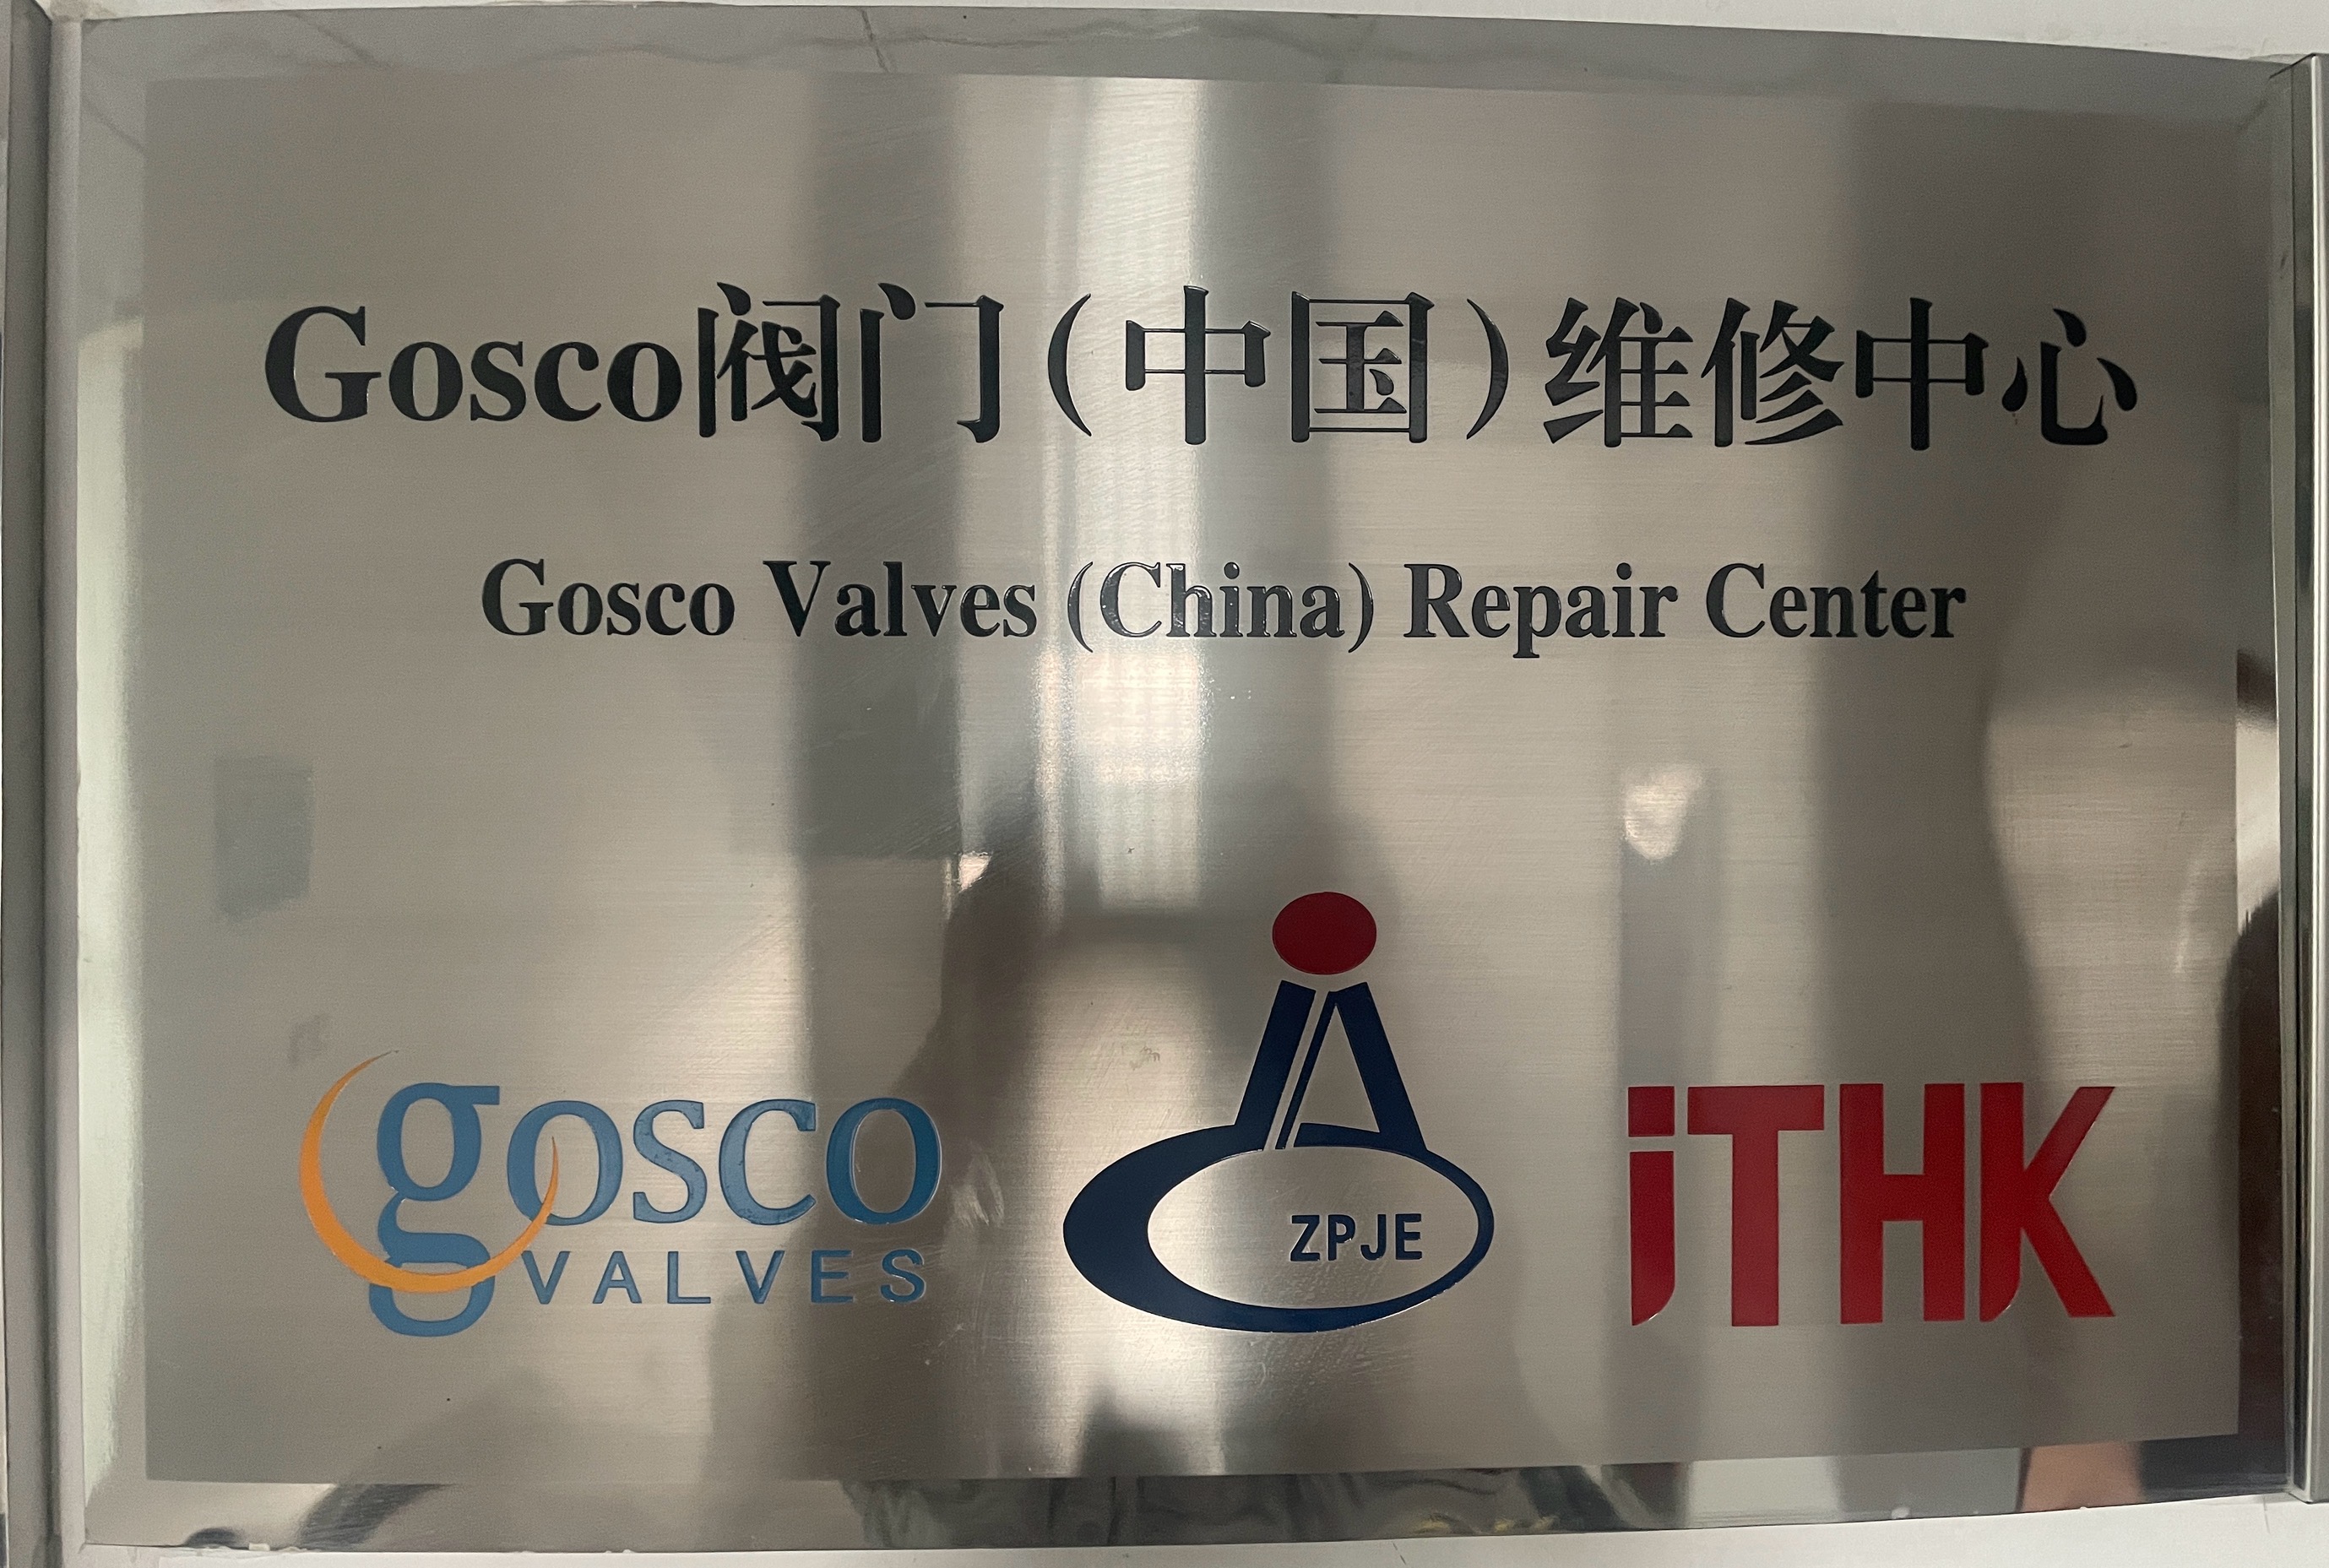 Gosco阀门(中国)维修中心
Gosco Valves (China) Repair Center
gosco
VALVES
ZPJE
iTHK